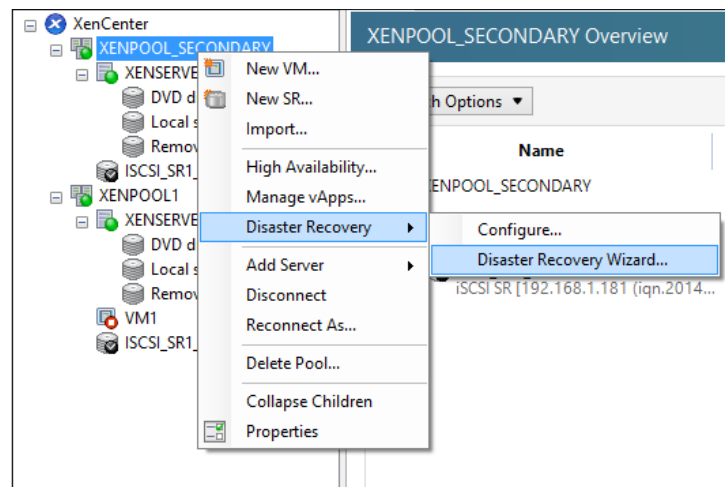 XenCenter
XENPOOL_SECONDARY Overview
XENPOOL_SECONDARY
XENSERVE
New VM...
DVD d
New SR...
h Options ▼
Local s
Import...
Remov
Name
ISCSI_SR1_
High Availability...
ENPOOL_SECONDARY
XENPOOL1
Manage vApps...
XENSERVE
Disaster Recovery
Configure...
DVD d
Disaster Recovery Wizard...
Local s
Add Server
Remov
iSCSI SR [192.168.1.181 (iqn.2014...
Disconnect
VM1
Reconnect As...
ISCSI_SR1_
Delete Pool...
Collapse Children
Properties